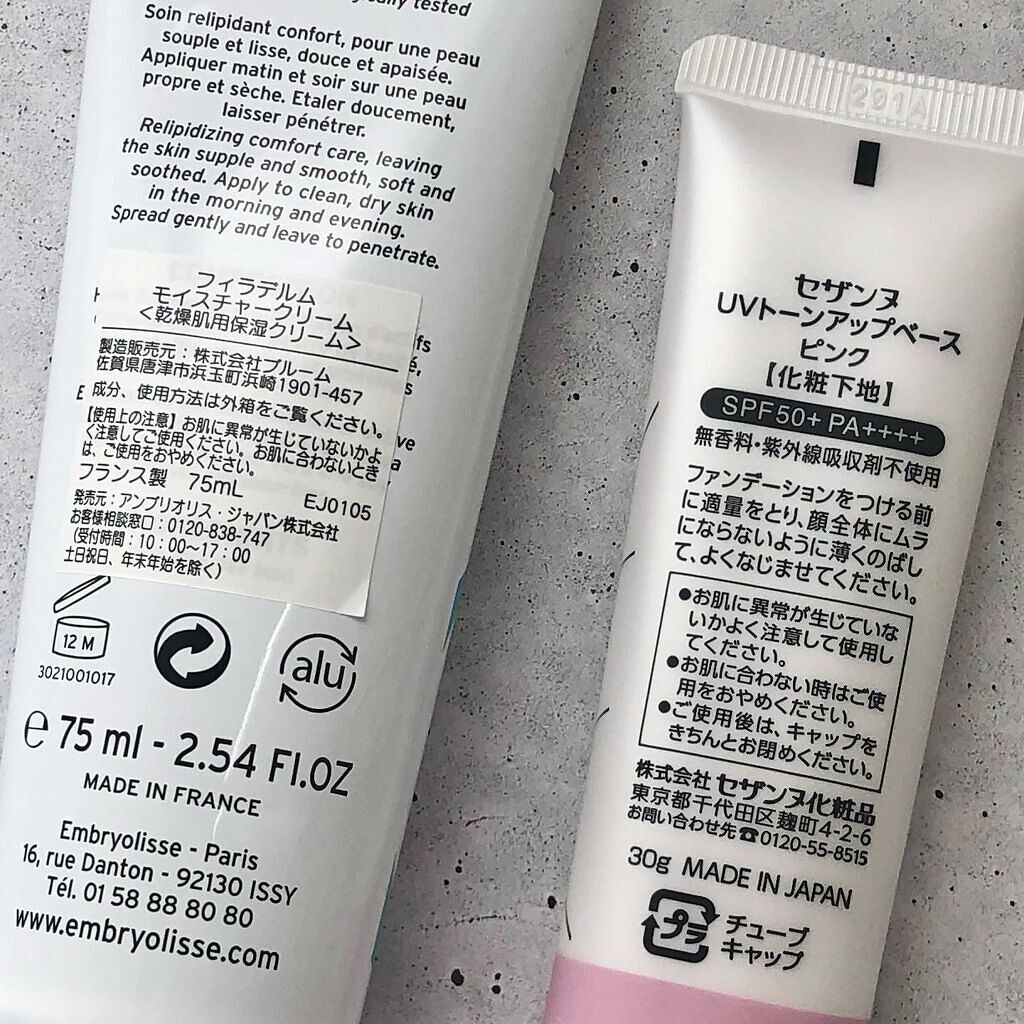 tested
Soin relipidant confort, pour une peau
souple et lisse, douce et apaisée.
Appliquer matin et soir sur une peau
propre et sèche. Etaler doucement,
laisser pénétrer.
Relipidizing comfort care, leaving
the skin supple and smooth, soft and
soothed. Apply to clean, dry skin
in the morning and evening.
Spread gently and leave to penetrate.
フィラデルム
モイスチャークリーム
<乾燥肌用保湿クリーム>
製造販売元:株式会社ブルーム
佐賀県唐津市浜玉町浜崎1901-457
成分、使用方法は外箱をご覧ください。
【使用上の注意】お肌に異常が生じていないかよ
く注意してご使用ください。お肌に合わないとき
は、ご使用をおやめください。
フランス製 75mL EJ0105
発売元:アンブリオリス・ジャパン株式会社
お客様相談窓口:0120-838-747
(受付時間:10:00~17:00
土日祝日、年末年始を除く)
12 M
3021001017
alu
e 75 ml - 2.54 Fl.OZ
MADE IN FRANCE
Embryolisse - Paris
16, rue Danton - 92130 ISSY
Tél. 01 58 88 80 80
www.embryolisse.com
291A
セザンヌ
UVトーンアップベース
ピンク
【化粧下地】
SPF50+ PA++++
無香料・紫外線吸収剤不使用
ファンデーションをつける前
に適量をとり、顔全体にムラ
にならないように薄くのばし
て、よくなじませてください。
●お肌に異常が生じていな
いかよく注意して使用し
てください。
●お肌に合わない時はご使
用をおやめください。
●ご使用後は、キャップを
きちんとお閉めください。
株式会社 セザンヌ化粧品
東京都千代田区麹町4-2-6
お問い合わせ先☎0120-55-8515
30g MADE IN JAPAN
プラ
チューブ
キャップ